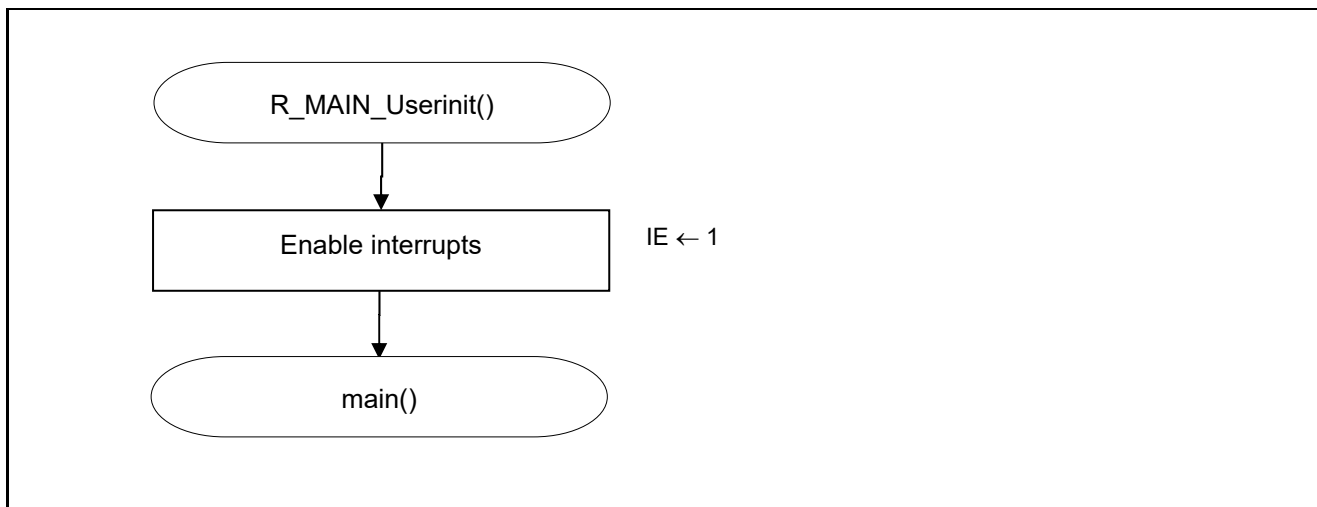 R_MAIN_Userinit()
Enable interrupts
IE ← 1
main()